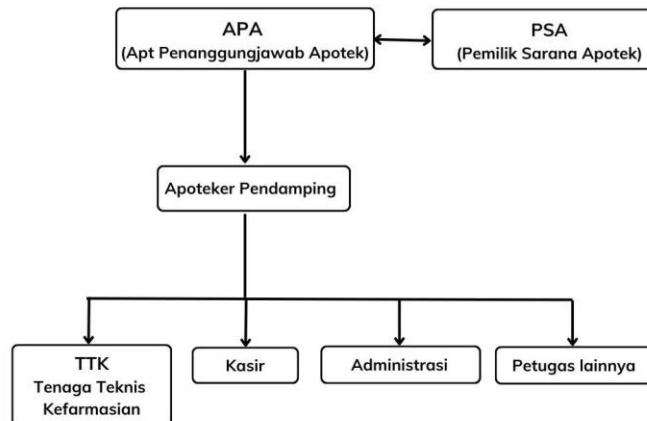 APA
(Apt Penanggungjawab Apotek)
PSA
(Pemilik Sarana Apotek)
Apoteker Pendamping
TTK
Tenaga Teknis
Kefarmasian
Kasir
Administrasi
Petugas lainnya